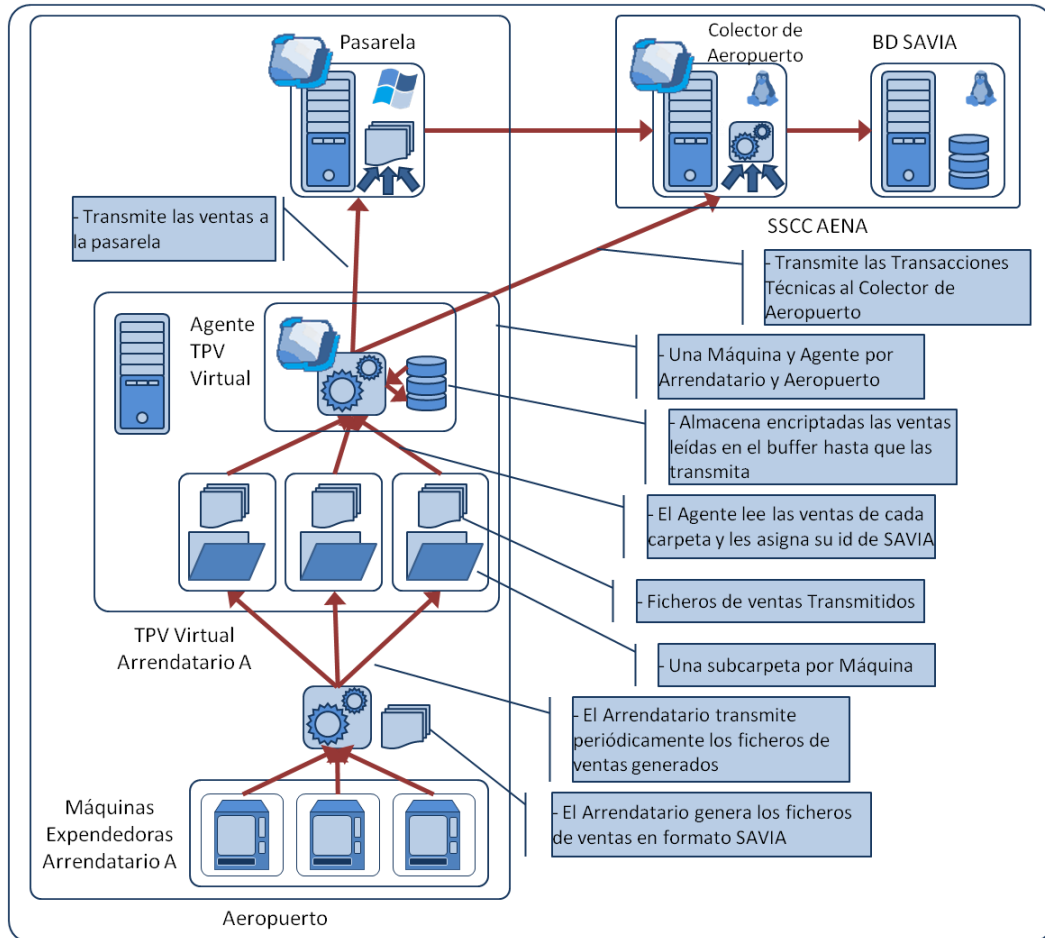 Pasarela
Colector de
Aeropuerto
BD SAVIA
SSCC AENA
- Transmite las ventas a
la pasarela
- Transmite las Transacciones
Técnicas al Colector de
Aeropuerto
Agente
TPV
Virtual
- Una Máquina y Agente por
Arrendatario y Aeropuerto
- Almacena encriptadas las ventas
leídas en el buffer hasta que las
transmita
- El Agente lee las ventas de cada
carpeta y les asigna su id de SAVIA
- Ficheros de ventas Transmitidos
TPV Virtual
Arrendatario A
- Una subcarpeta por Máquina
- El Arrendatario transmite
periódicamente los ficheros de
ventas generados
Máquinas
Expendedoras
Arrendatario A
- El Arrendatario genera los ficheros
de ventas en formato SAVIA
Aeropuerto